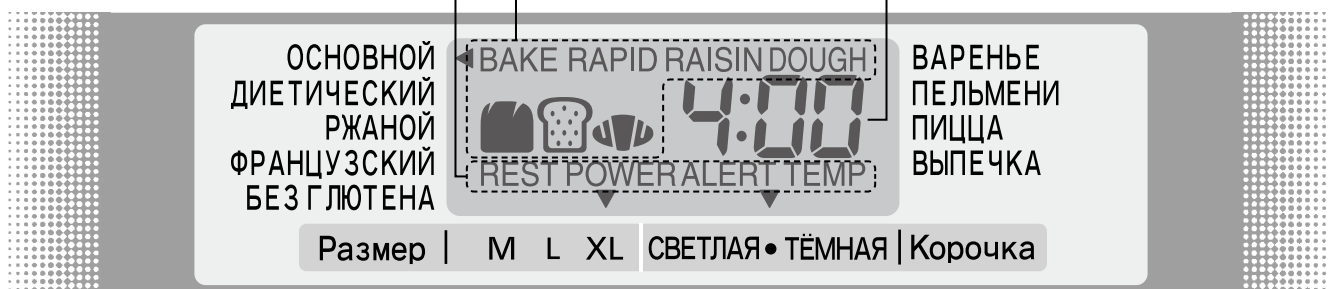 ОСНОВНОЙ
ДИЕТИЧЕСКИЙ
РЖАНОЙ
ФРАНЦУЗСКИЙ
БЕЗ ГЛЮТЕНА
BAKE RAPID RAISIN DOUGH
4:00
REST POWER ALERT TEMP
ВАРЕНЬЕ
ПЕЛЬМЕНИ
ПИЦЦА
ВЫПЕЧКА
Размер | M L XL СВЕТЛАЯ • ТЁМНАЯ | Корочка